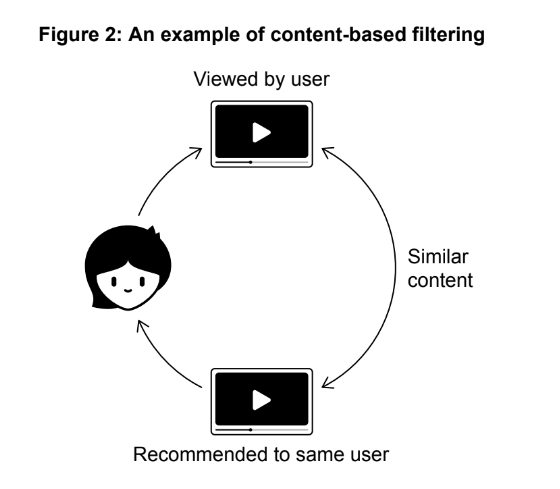 Figure 2: An example of content-based filtering
Viewed by user
Similar
content
Recommended to same user